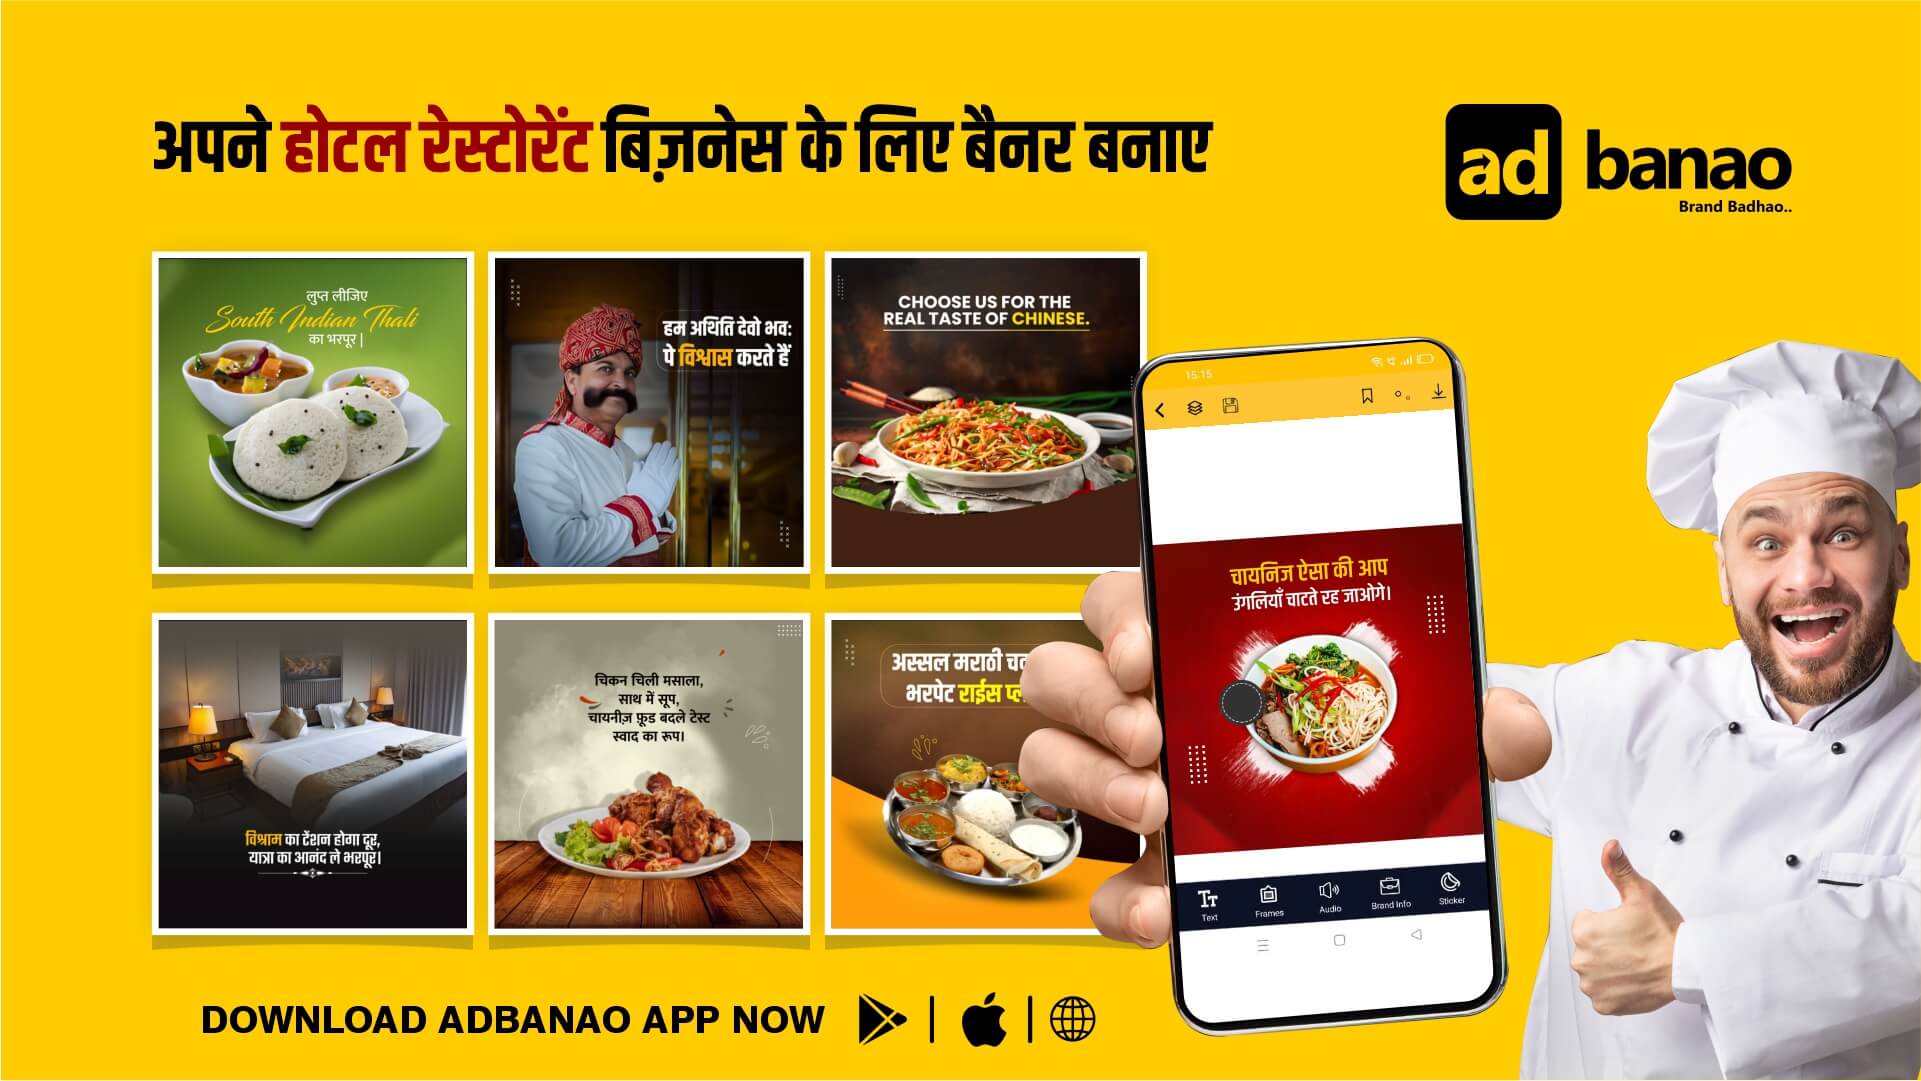 अपने होटल रेस्टोरेंट बिज़नेस के लिए बैनर बनाए
ad banao
Brand Badhao..
लुप्त लीजिए
South Indian Thali
का भरपूर |
हम अथिति देवो भव:
पे विश्वास करते हैं
CHOOSE US FOR THE
REAL TASTE OF CHINESE.
विश्राम का टेंशन होगा दूर,
यात्रा का आनंद ले भरपूर।
चिकन चिली मसाला,
साथ में सूप,
चायनीज़ फ़ूड बदले टेस्ट
स्वाद का रूप।
अस्सल मराठी
भरपेट राईस
15:15
चायनिज ऐसा की आप
उंगलियाँ चाटते रह जाओगे।
Text Frames Audio Brand Info Sticker
DOWNLOAD ADBANAO APP NOW